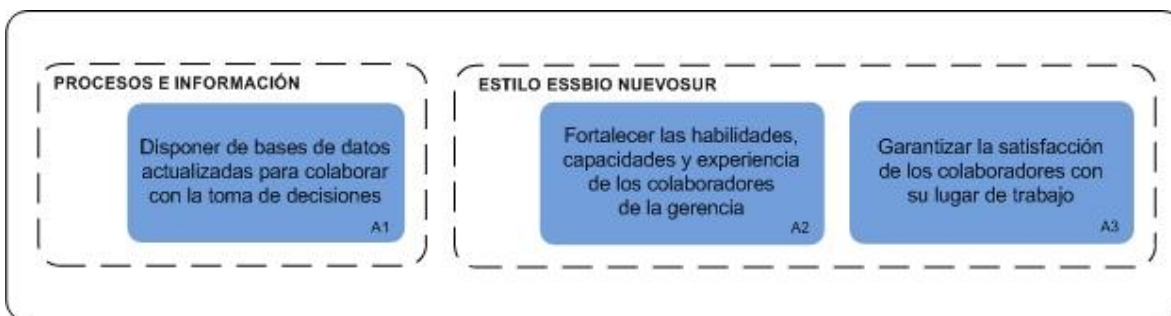 PROCESOS E INFORMACIÓN
Disponer de bases de datos
actualizadas para colaborar
con la toma de decisiones
A1
ESTILO ESSBIO NUEVOSUR
Fortalecer las habilidades,
capacidades y experiencia
de los colaboradores
de la gerencia
A2
Garantizar la satisfacción
de los colaboradores con
su lugar de trabajo
A3